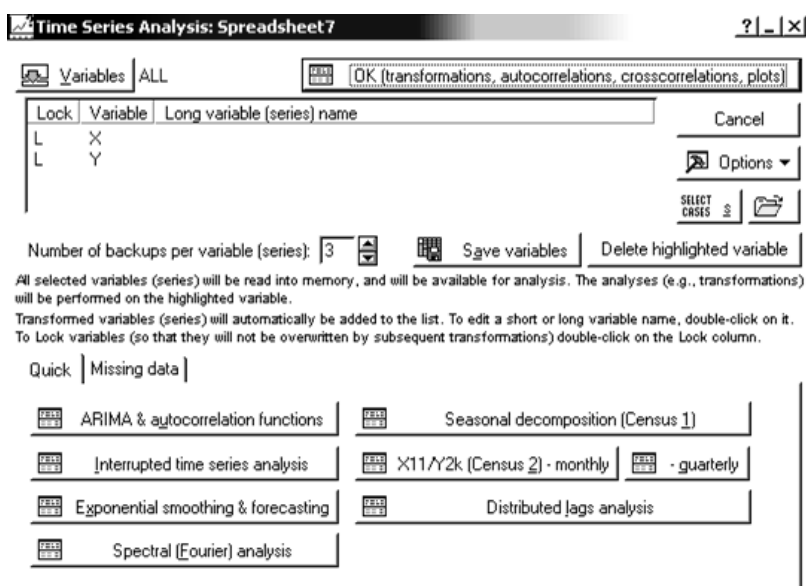 Time Series Analysis: Spreadsheet7
Variables ALL OK (transformations, autocorrelations, crosscorrelations, plots)
Lock Variable Long variable (series) name
Cancel
L X
L Y
Options
SELECT CASES S
Number of backups per variable (series): 3 Save variables Delete highlighted variable
All selected variables (series) will be read into memory, and will be available for analysis. The analyses (e.g., transformations)
will be performed on the highlighted variable.
Transformed variables (series) will automatically be added to the list. To edit a short or long variable name, double-click on it.
To Lock variables (so that they will not be overwritten by subsequent transformations) double-click on the Lock column.
Quick Missing data
ARIMA & autocorrelation functions Seasonal decomposition (Census 1)
Interrupted time series analysis X11/Y2k (Census 2) - monthly - quarterly
Exponential smoothing & forecasting Distributed lags analysis
Spectral (Fourier) analysis